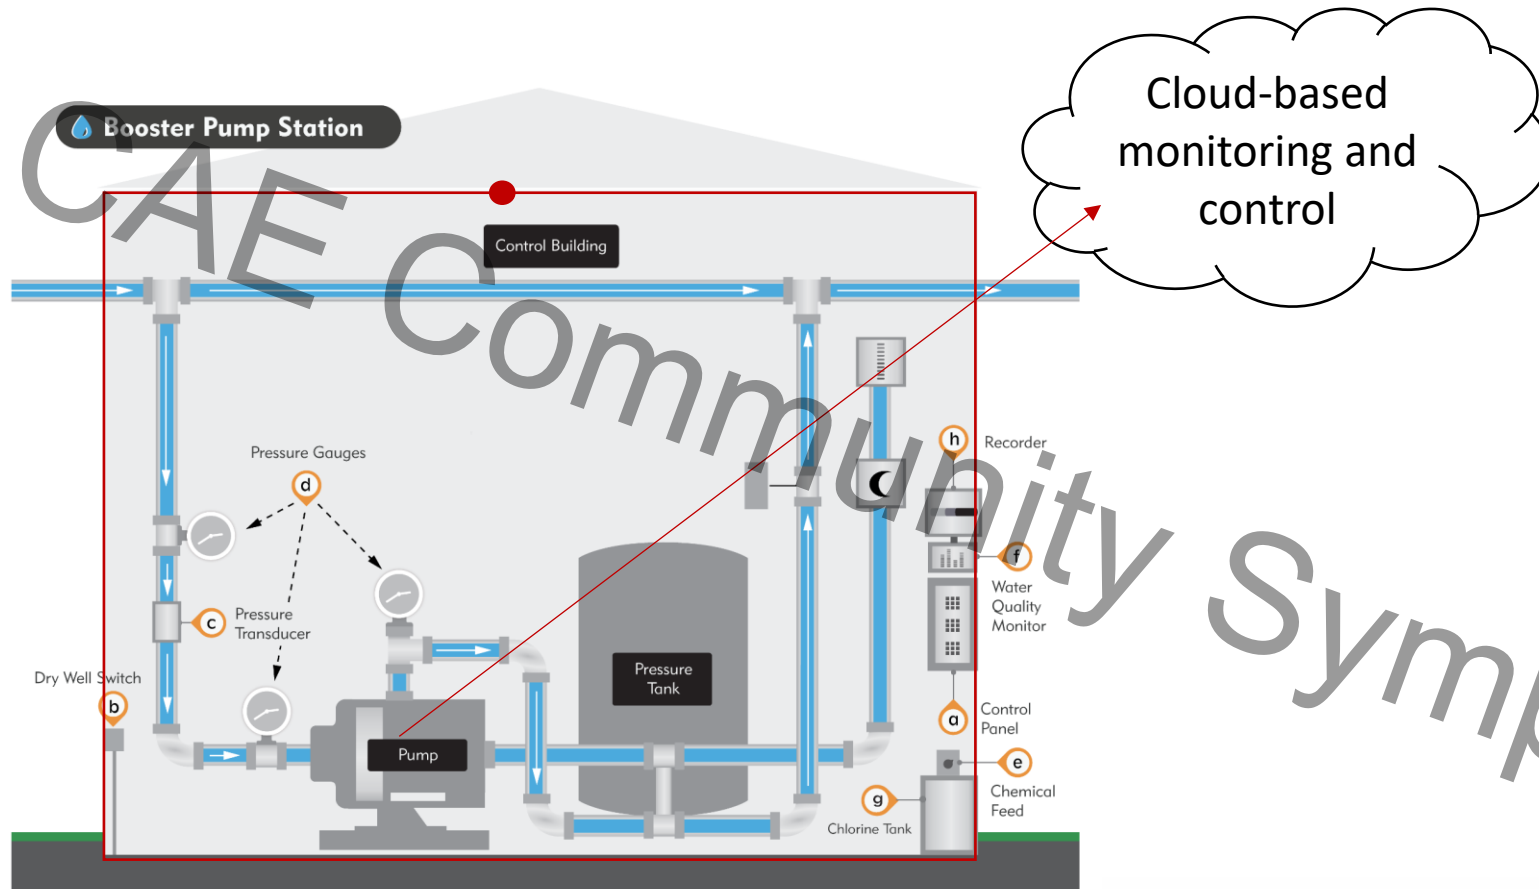 Cloud-based
monitoring and
control
Booster Pump Station
Control Building
Pressure Gauges
d
h
Recorder
f
Water
Quality
Monitor
c
Pressure
Transducer
Dry Well Switch
b
Pressure
Tank
Pump
a
Control
Panel
e
Chemical
Feed
g
Chlorine Tank
CAE Community Symp